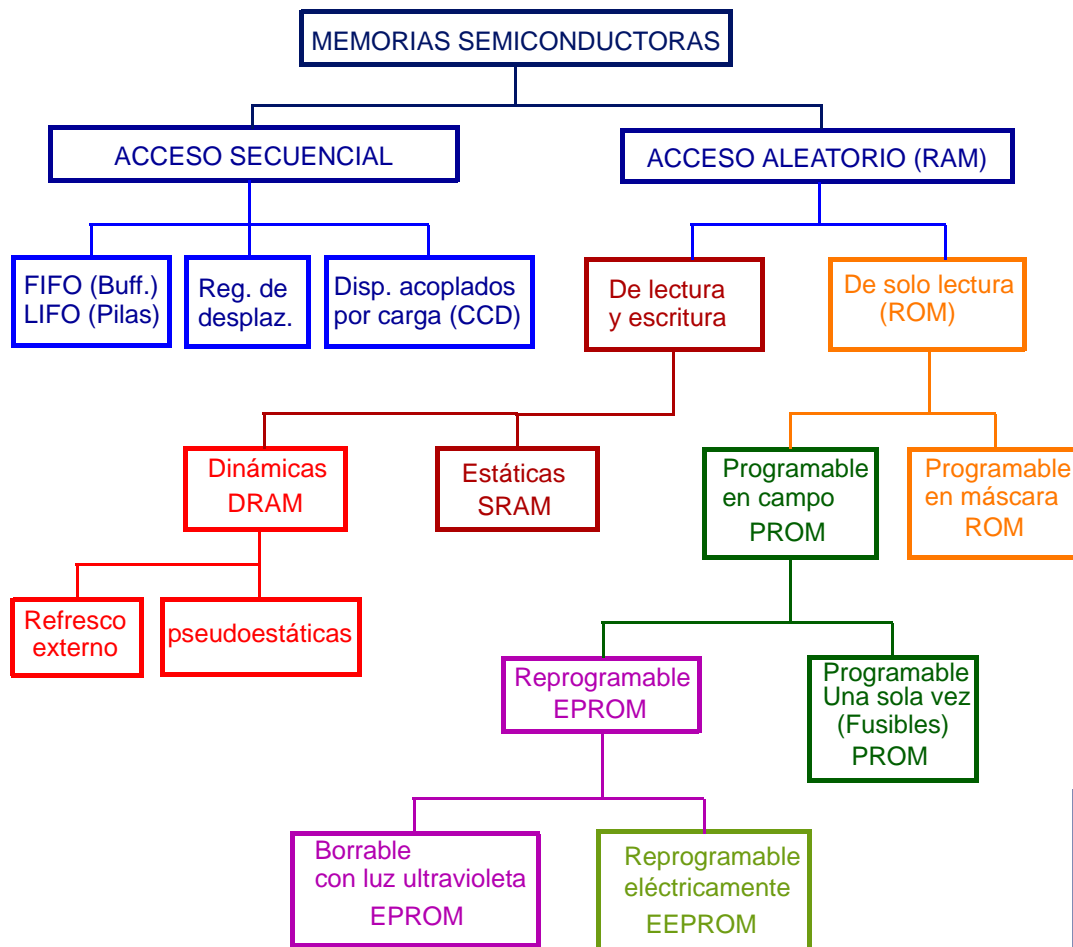 MEMORIAS SEMICONDUCTORAS
ACCESO SECUENCIAL
ACCESO ALEATORIO (RAM)
FIFO (Buff.)
LIFO (Pilas)
Reg. de
desplaz.
Disp. acoplados
por carga (CCD)
De lectura
y escritura
De solo lectura
(ROM)
Dinámicas
DRAM
Estáticas
SRAM
Programable
en campo
PROM
Programable
en máscara
ROM
Refresco
externo
pseudoestáticas
Reprogramable
EPROM
Programable
Una sola vez
(Fusibles)
PROM
Borrable
con luz ultravioleta
EPROM
Reprogramable
eléctricamente
EEPROM